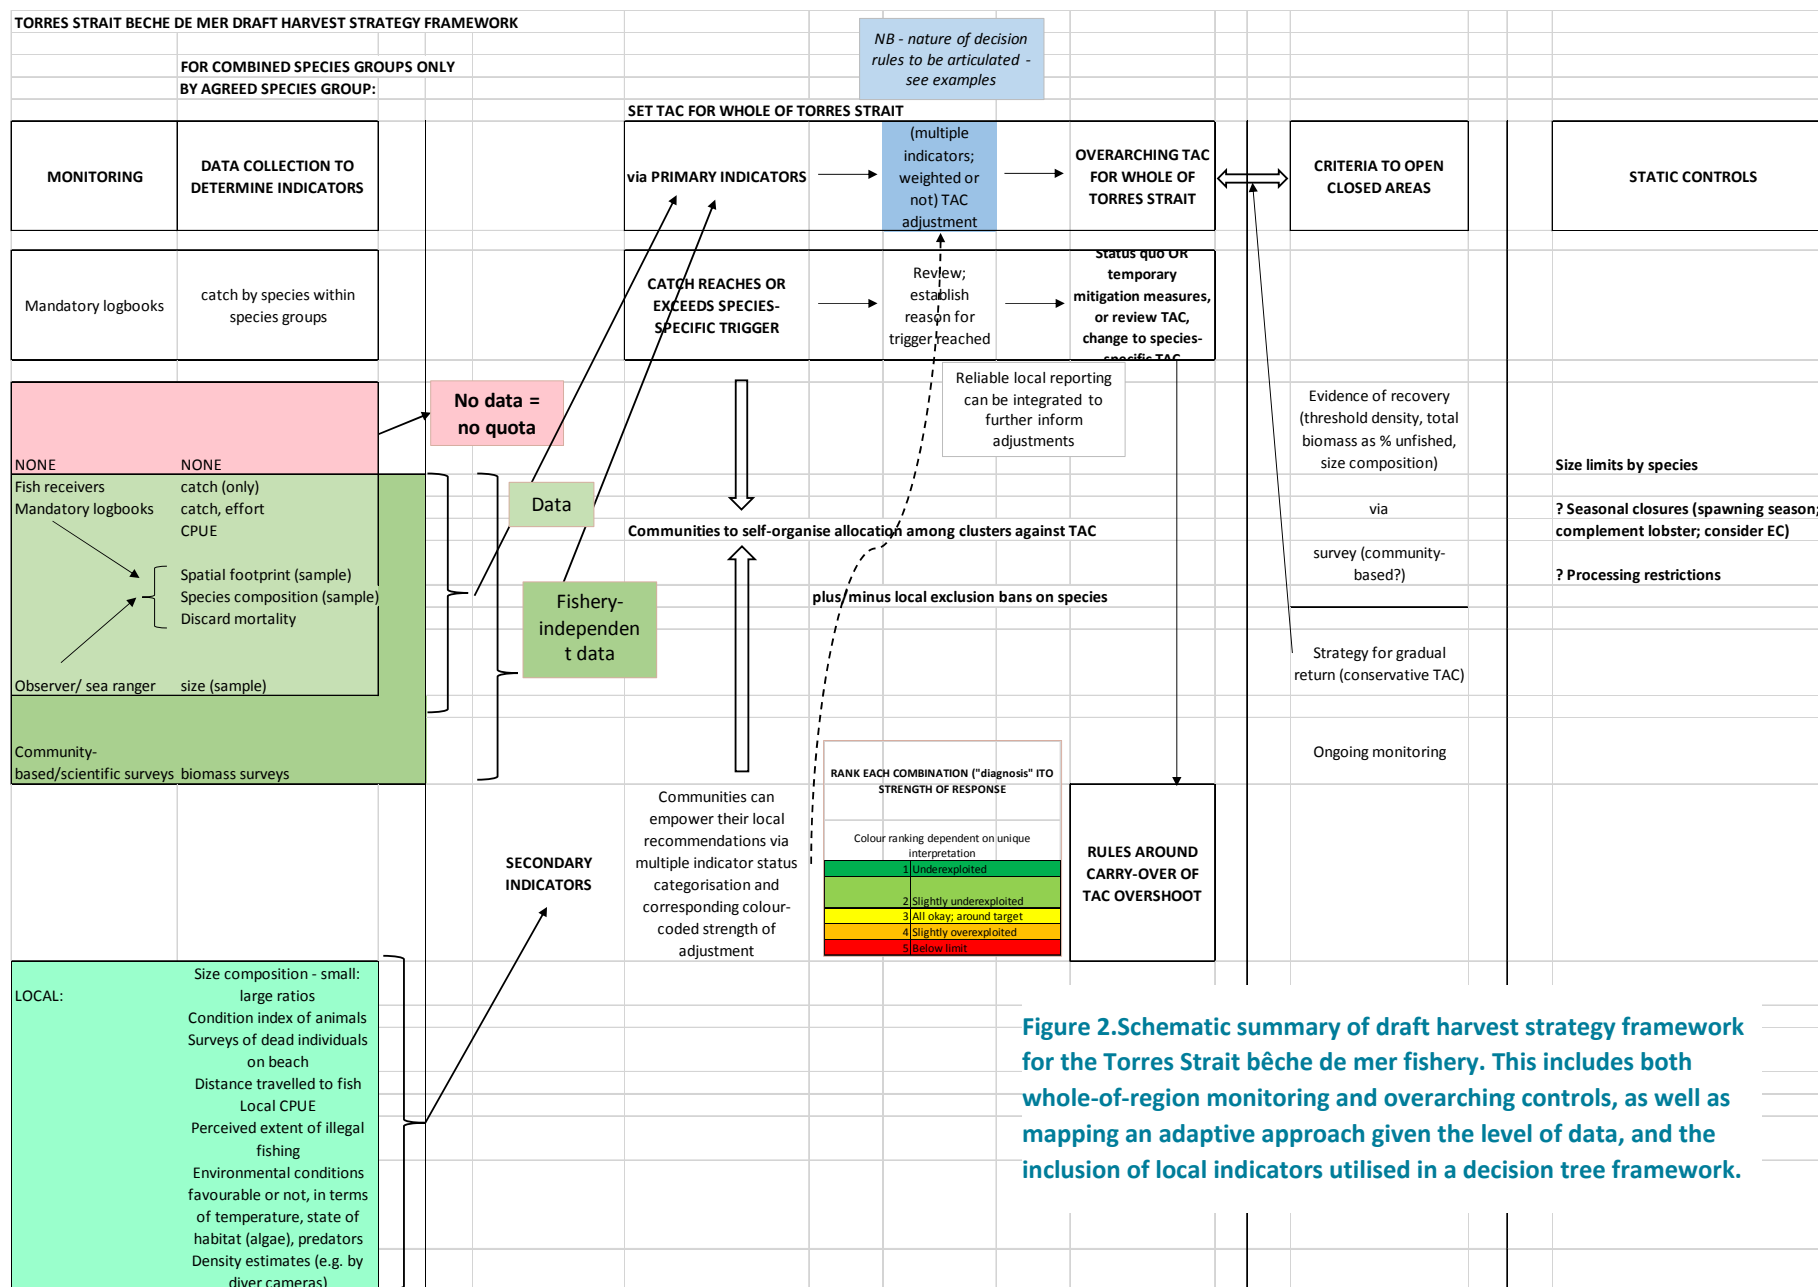 TORRES STRAIT BECHE DE MER DRAFT HARVEST STRATEGY FRAMEWORK
NB - nature of decision
rules to be articulated -
see examples
FOR COMBINED SPECIES GROUPS ONLY
BY AGREED SPECIES GROUP:
SET TAC FOR WHOLE OF TORRES STRAIT
MONITORING
DATA COLLECTION TO
DETERMINE INDICATORS
via PRIMARY INDICATORS
(multiple
indicators;
weighted or
not) TAC
adjustment
OVERARCHING TAC
FOR WHOLE OF
TORRES STRAIT
CRITERIA TO OPEN
CLOSED AREAS
STATIC CONTROLS
Mandatory logbooks
catch by species within
species groups
CATCH REACHES OR
EXCEEDS SPECIES-
SPECIFIC TRIGGER
Review;
establish
reason for
trigger reached
Status quo OR
temporary
mitigation measures,
or review TAC,
change to species-
specific TAC
No data =
no quota
Reliable local reporting
can be integrated to
further inform
adjustments
Evidence of recovery
(threshold density, total
biomass as % unfished,
size composition)
via
survey (community-
based?)
Strategy for gradual
return (conservative TAC)
Ongoing monitoring
Size limits by species
? Seasonal closures (spawning season;
complement lobster; consider EC)
? Processing restrictions
NONE NONE
Fish receivers catch (only)
Mandatory logbooks catch, effort
CPUE
Spatial footprint (sample)
Species composition (sample)
Discard mortality
Observer/ sea ranger size (sample)
Community-
based/scientific surveys biomass surveys
Data
Fishery-
independen
t data
Communities to self-organise allocation among clusters against TAC
plus/minus local exclusion bans on species
SECONDARY
INDICATORS
Communities can
empower their local
recommendations via
multiple indicator status
categorisation and
corresponding colour-
coded strength of
adjustment
RANK EACH COMBINATION ("diagnosis" ITO
STRENGTH OF RESPONSE
Colour ranking dependent on unique
interpretation
1 Underexploited
2 Slightly underexploited
3 All okay; around target
4 Slightly overexploited
5 Below limit
RULES AROUND
CARRY-OVER OF
TAC OVERSHOOT
LOCAL:
Size composition - small:
large ratios
Condition index of animals
Surveys of dead individuals
on beach
Distance travelled to fish
Local CPUE
Perceived extent of illegal
fishing
Environmental conditions
favourable or not, in terms
of temperature, state of
habitat (algae), predators
Density estimates (e.g. by
diver cameras)
Figure 2.Schematic summary of draft harvest strategy framework
for the Torres Strait bêche de mer fishery. This includes both
whole-of-region monitoring and overarching controls, as well as
mapping an adaptive approach given the level of data, and the
inclusion of local indicators utilised in a decision tree framework.